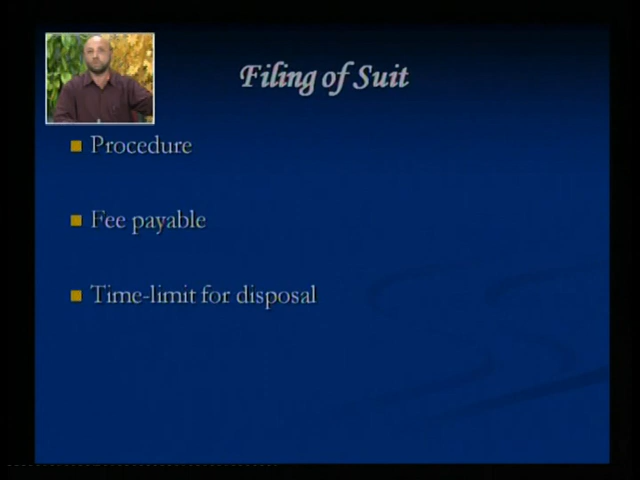 Filing of Suit
Procedure
Fee payable
Time-limit for disposal